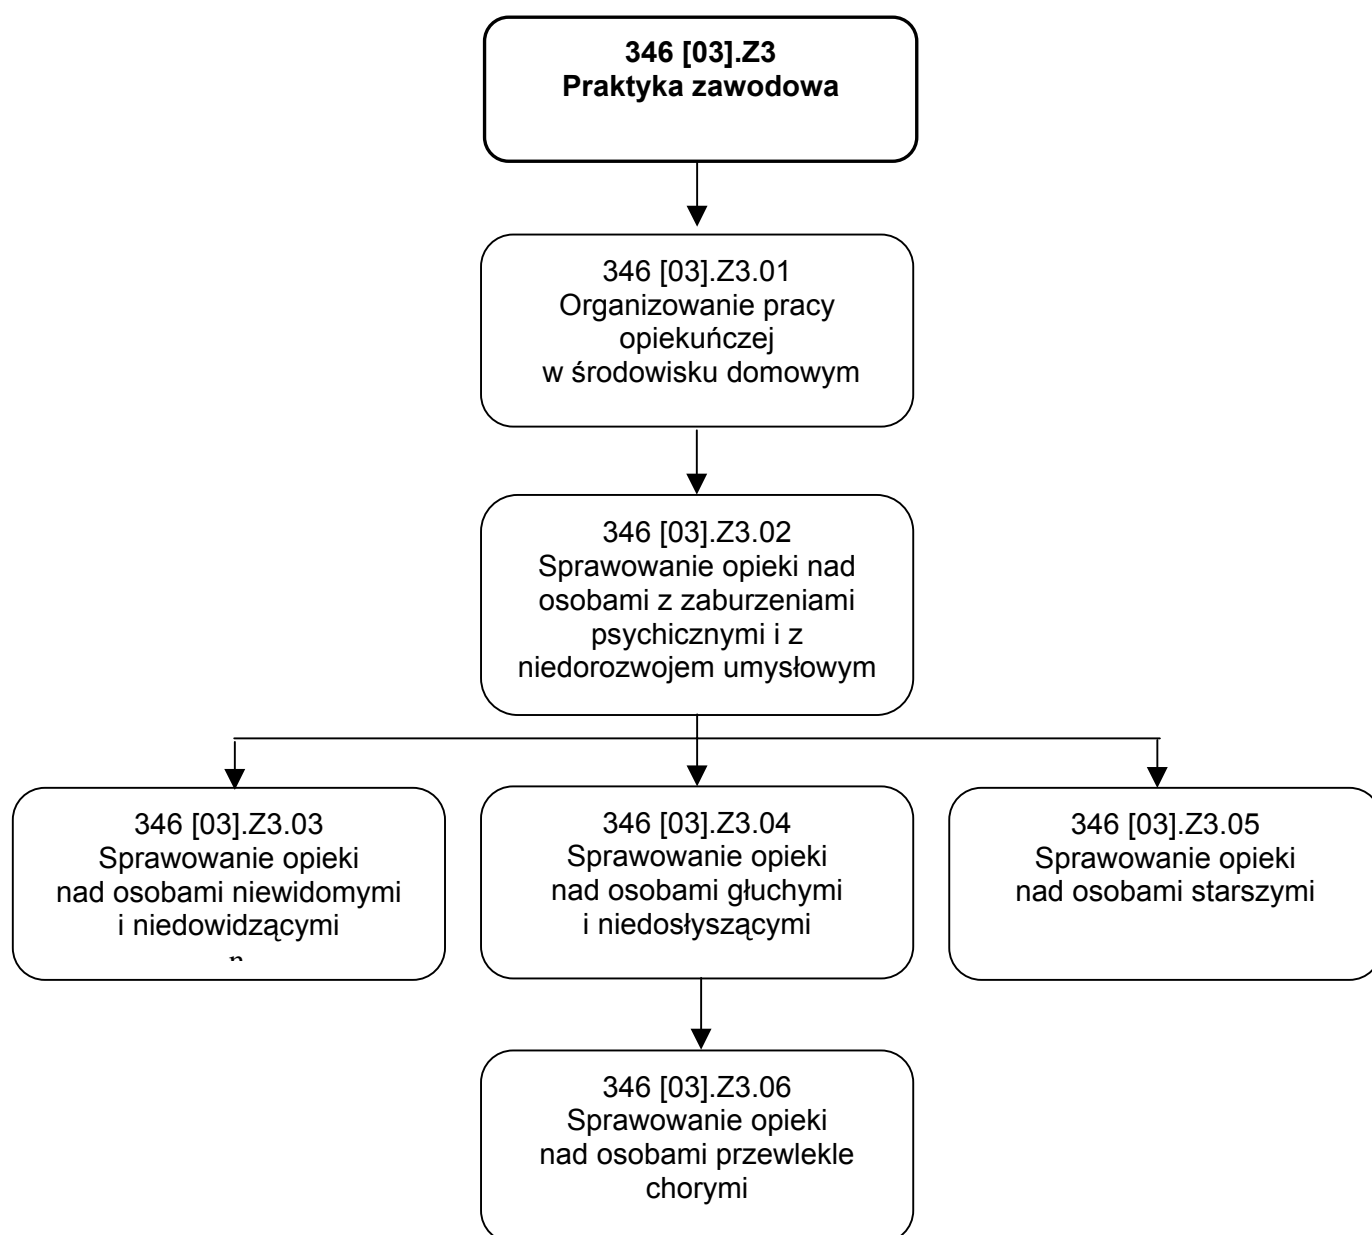 346 [03].Z3
Praktyka zawodowa
346 [03].Z3.01
Organizowanie pracy
opiekuńczej
w środowisku domowym
346 [03].Z3.02
Sprawowanie opieki nad
osobami z zaburzeniami
psychicznymi i z
niedorozwojem umysłowym
346 [03].Z3.03
Sprawowanie opieki
nad osobami niewidomymi
i niedowidzącymi
346 [03].Z3.04
Sprawowanie opieki
nad osobami głuchymi
i niedosłyszącymi
346 [03].Z3.05
Sprawowanie opieki
nad osobami starszymi
346 [03].Z3.06
Sprawowanie opieki
nad osobami przewlekle
chorymi